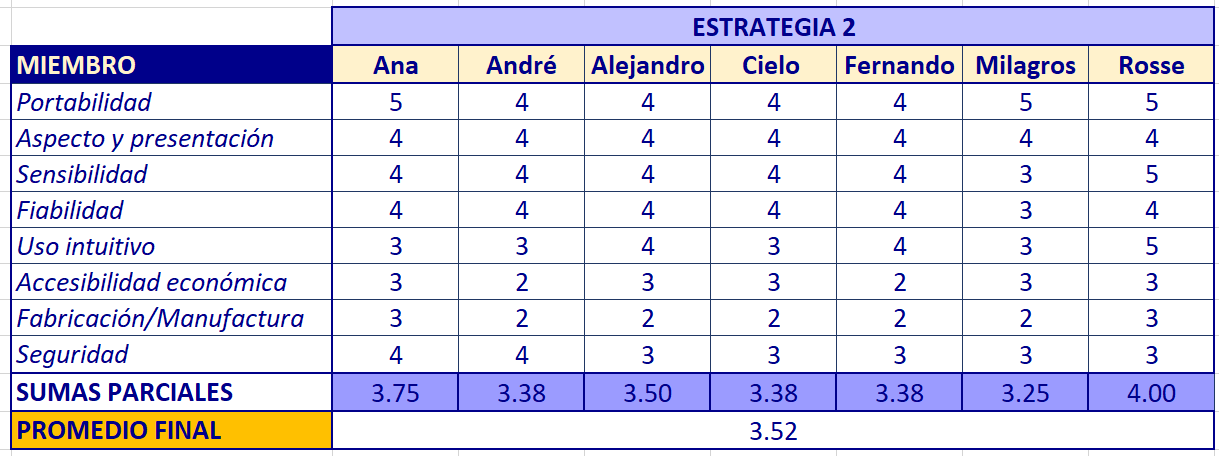 ESTRATEGIA 2
MIEMBRO Ana André Alejandro Cielo Fernando Milagros Rosse
Portabilidad 5 4 4 4 4 5 5
Aspecto y presentación 4 4 4 4 4 4 4
Sensibilidad 4 4 4 4 4 3 5
Fiabilidad 4 4 4 4 4 3 4
Uso intuitivo 3 3 4 3 4 3 5
Accesibilidad económica 3 2 3 3 2 3 3
Fabricación/Manufactura 3 2 2 2 2 2 3
Seguridad 4 4 3 3 3 3 3
SUMAS PARCIALES 3.75 3.38 3.50 3.38 3.38 3.25 4.00
PROMEDIO FINAL 3.52